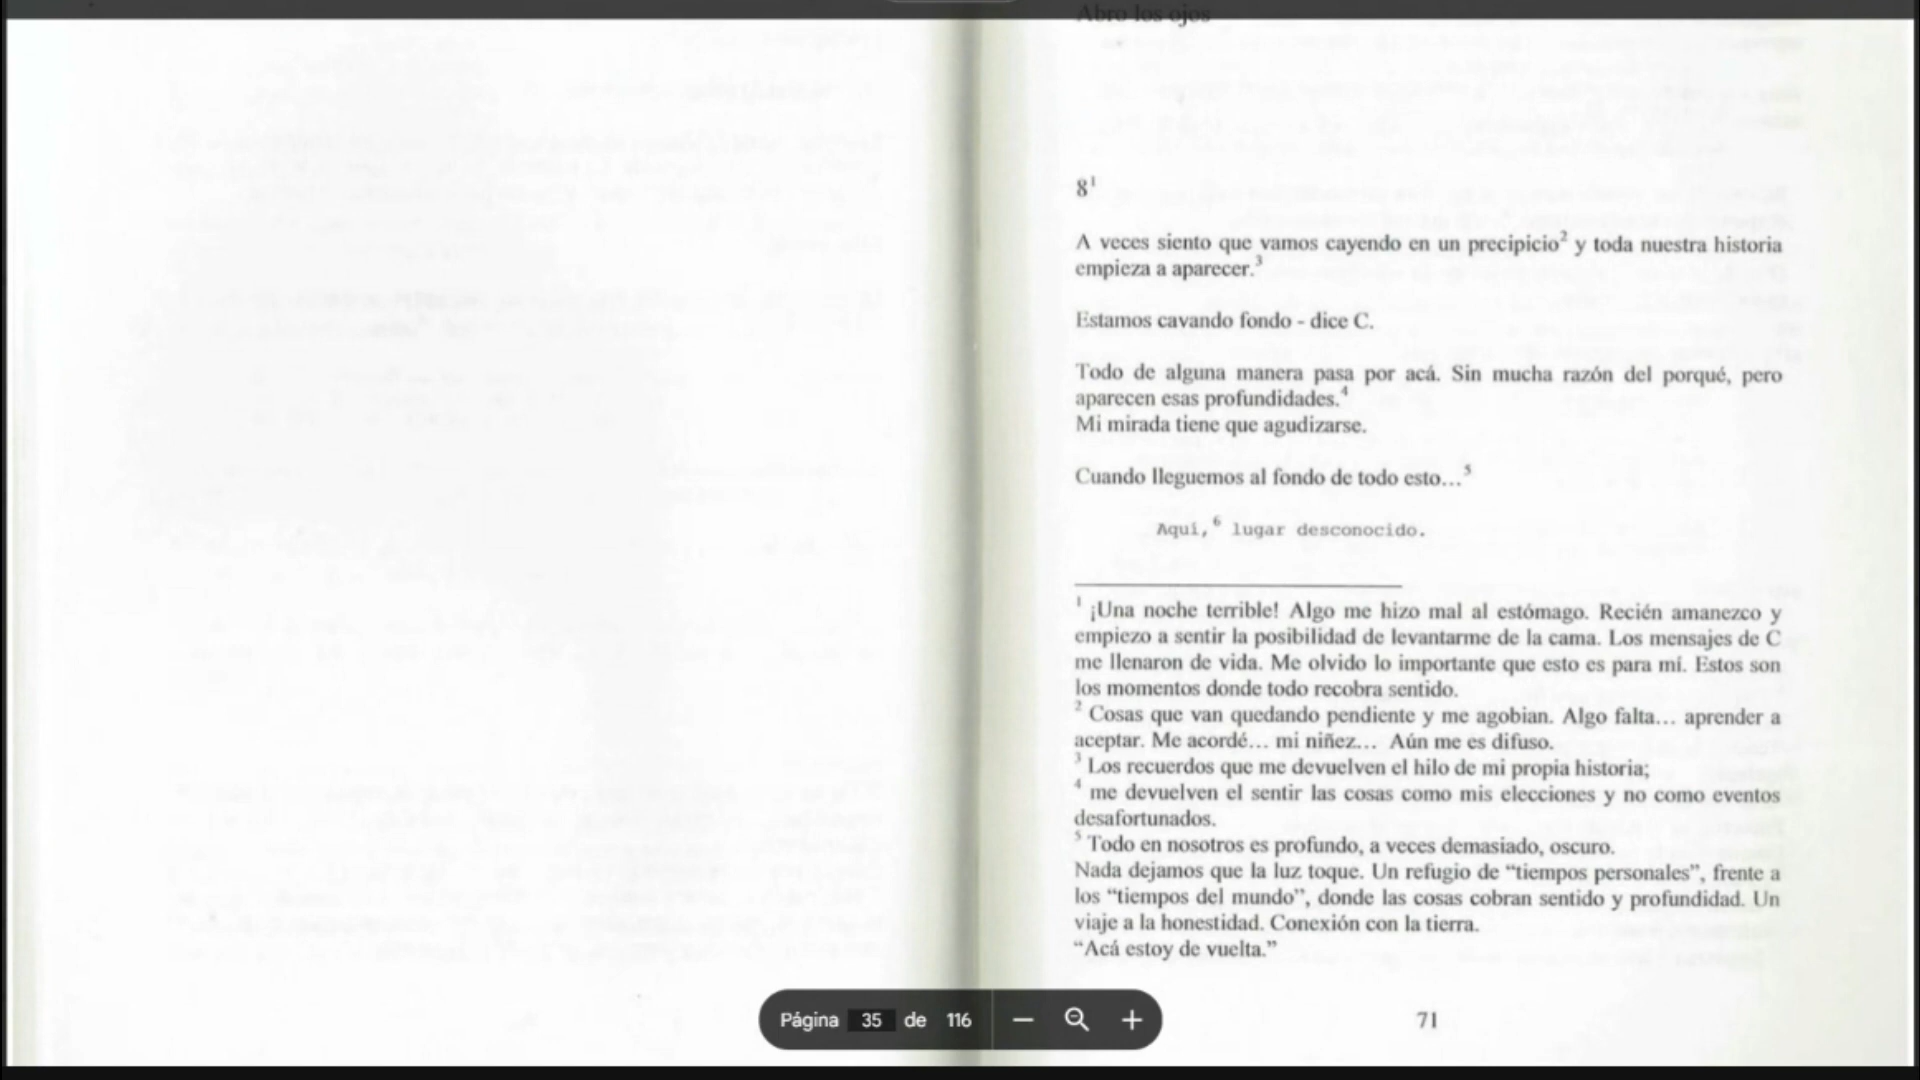 Abro los ojos
8¹
A veces siento que vamos cayendo en un precipicio² y toda nuestra historia
empieza a aparecer.³
Estamos cavando fondo - dice C.
Todo de alguna manera pasa por acá. Sin mucha razón del porqué, pero
aparecen esas profundidades.⁴
Mi mirada tiene que agudizarse.
Cuando lleguemos al fondo de todo esto...⁵
Aquí,⁶ lugar desconocido.
¹ ¡Una noche terrible! Algo me hizo mal al estómago. Recién amanezco y
empiezo a sentir la posibilidad de levantarme de la cama. Los mensajes de C
me llenaron de vida. Me olvido lo importante que esto es para mí. Estos son
los momentos donde todo recobra sentido.
² Cosas que van quedando pendiente y me agobian. Algo falta... aprender a
aceptar. Me acordé... mi niñez... Aún me es difuso.
³ Los recuerdos que me devuelven el hilo de mi propia historia;
⁴ me devuelven el sentir las cosas como mis elecciones y no como eventos
desafortunados.
⁵ Todo en nosotros es profundo, a veces demasiado, oscuro.
Nada dejamos que la luz toque. Un refugio de “tiempos personales”, frente a
los “tiempos del mundo”, donde las cosas cobran sentido y profundidad. Un
viaje a la honestidad. Conexión con la tierra.
“Acá estoy de vuelta.”
71
Página 35 de 116